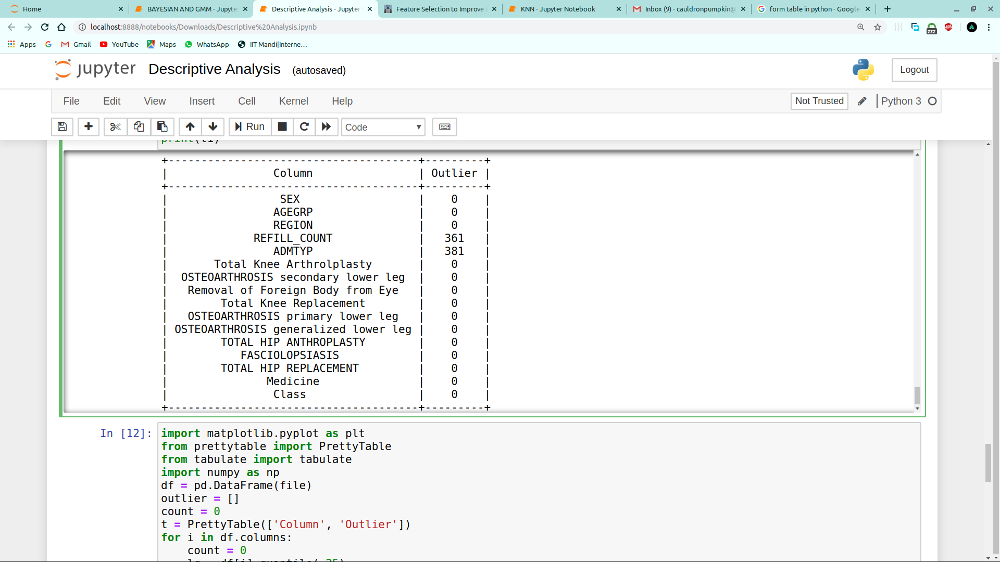 Home
BAYESIAN AND GMM - Jupyte
Descriptive Analysis - Jupyter
Feature Selection to Improve
KNN - Jupyter Notebook
Inbox (9) - cauldronpumpkin@
form table in python - Google
localhost:8888/notebooks/Downloads/Descriptive%20Analysis.ipynb
zzz
ABP
Apps
Gmail
YouTube
Maps
WhatsApp
IIT Mandi|Interne…
jupyter Descriptive Analysis (autosaved)
Logout
File Edit View Insert Cell Kernel Help
Not Trusted
Python 3
Run
Code
print(t1)
+--------------------------------------+---------+
| Column | Outlier |
+--------------------------------------+---------+
| SEX | 0 |
| AGEGRP | 0 |
| REGION | 0 |
| REFILL_COUNT | 361 |
| ADMTYP | 381 |
| Total Knee Arthrolplasty | 0 |
| OSTEOARTHROSIS secondary lower leg | 0 |
| Removal of Foreign Body from Eye | 0 |
| Total Knee Replacement | 0 |
| OSTEOARTHROSIS primary lower leg | 0 |
| OSTEOARTHROSIS generalized lower leg | 0 |
| TOTAL HIP ANTHROPLASTY | 0 |
| FASCIOLOPSIASIS | 0 |
| TOTAL HIP REPLACEMENT | 0 |
| Medicine | 0 |
| Class | 0 |
+--------------------------------------+---------+
In [12]:
import matplotlib.pyplot as plt
from prettytable import PrettyTable
from tabulate import tabulate
import numpy as np
df = pd.DataFrame(file)
outlier = []
count = 0
t = PrettyTable(['Column', 'Outlier'])
for i in df.columns:
    count = 0